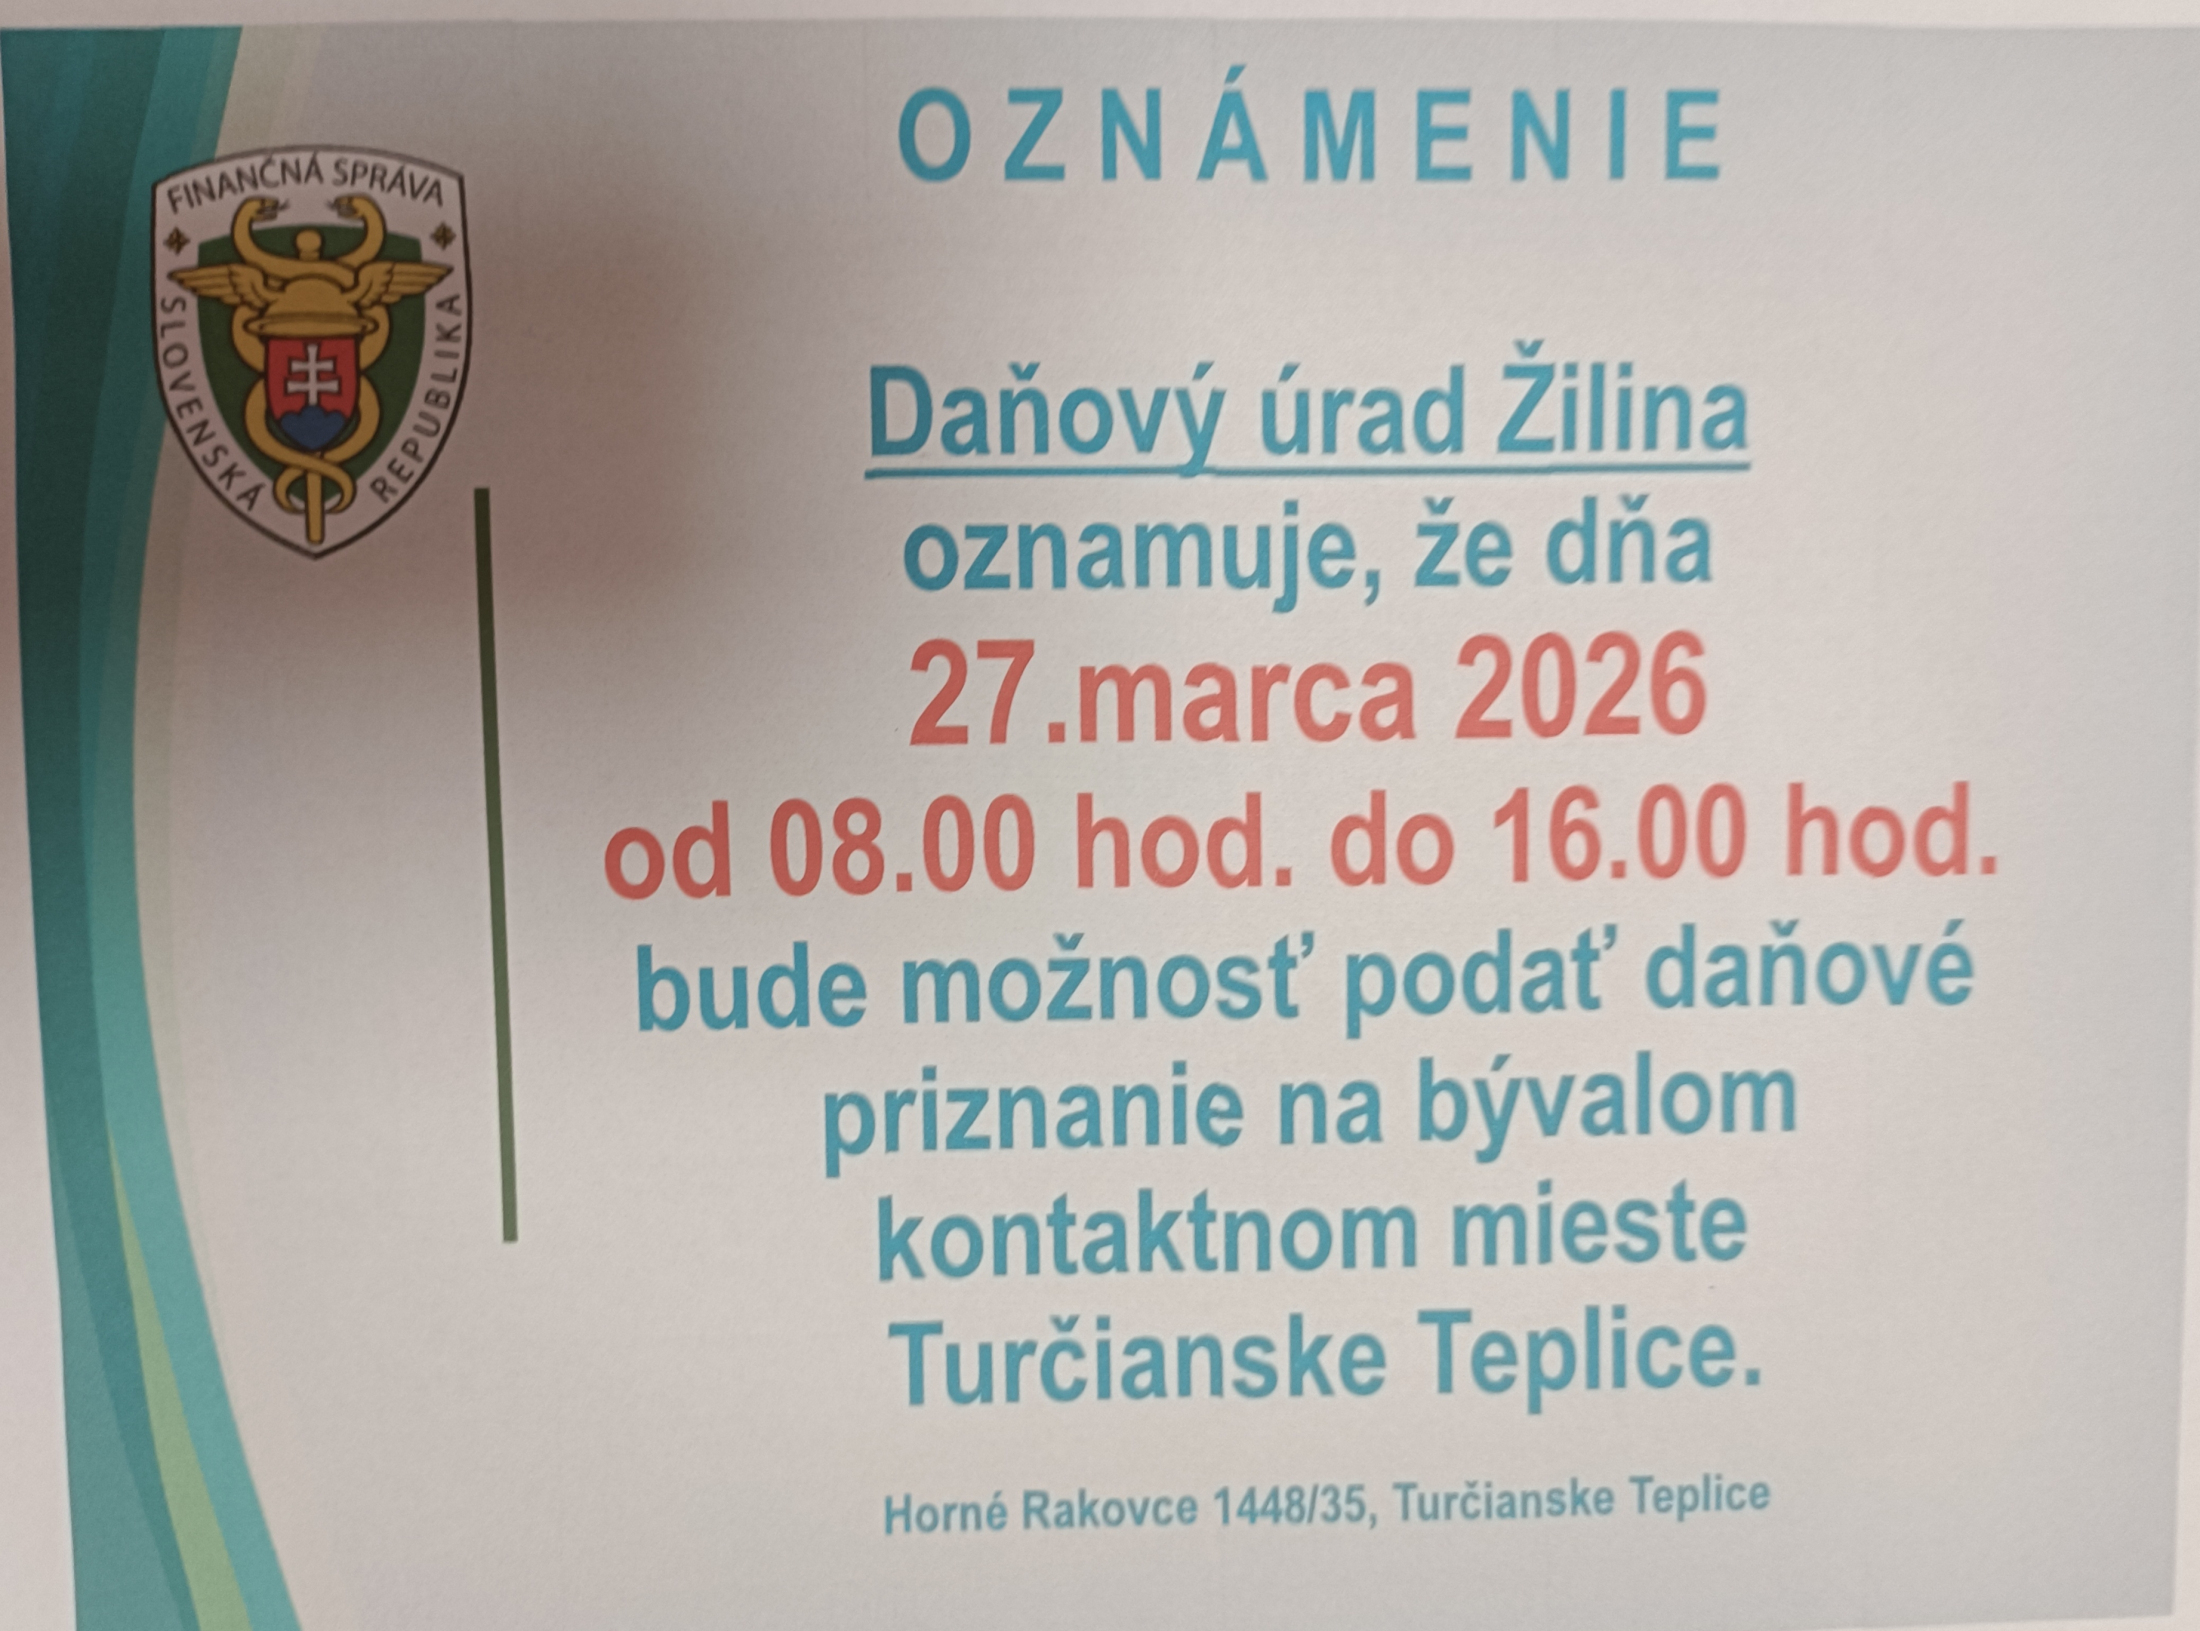 OZNÁMENIE
FINANČNÁ SPRÁVA
SLOVENSKÁ REPUBLIKA
Daňový úrad Žilina
oznamuje, že dňa
27.marca 2026
od 08.00 hod. do 16.00 hod.
bude možnosť podať daňové
priznanie na bývalom
kontaktnom mieste
Turčianske Teplice.
Horné Rakovce 1448/35, Turčianske Teplice